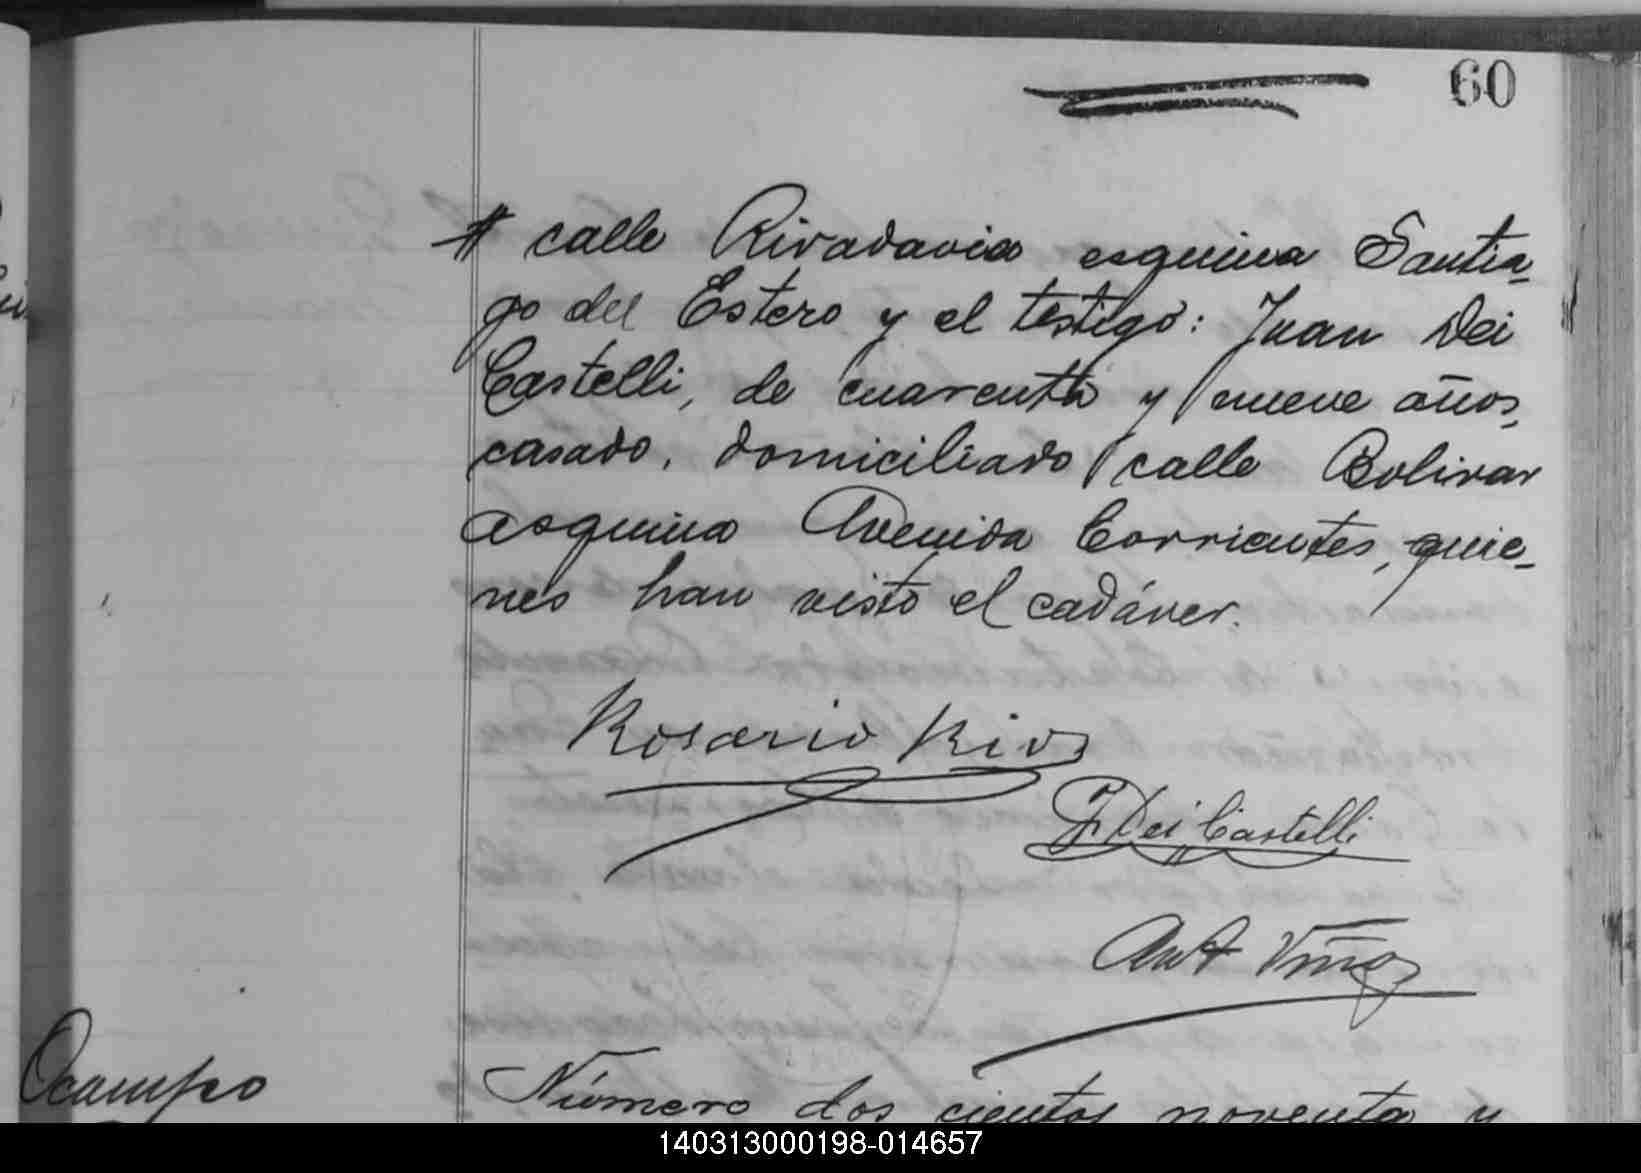 60
# calle Rivadavia esquina Santia-
go del Estero y el testigo: Juan Dei
Castelli, de cuarenta y nueve años,
casado, domiciliado calle Bolivar
esquina Avenida Corrientes, quie-
nes han visto el cadáver.
Rosario Rios
J. Dei Castelli
Ocampo
Número dos cientos noventa y
140313000198-014657